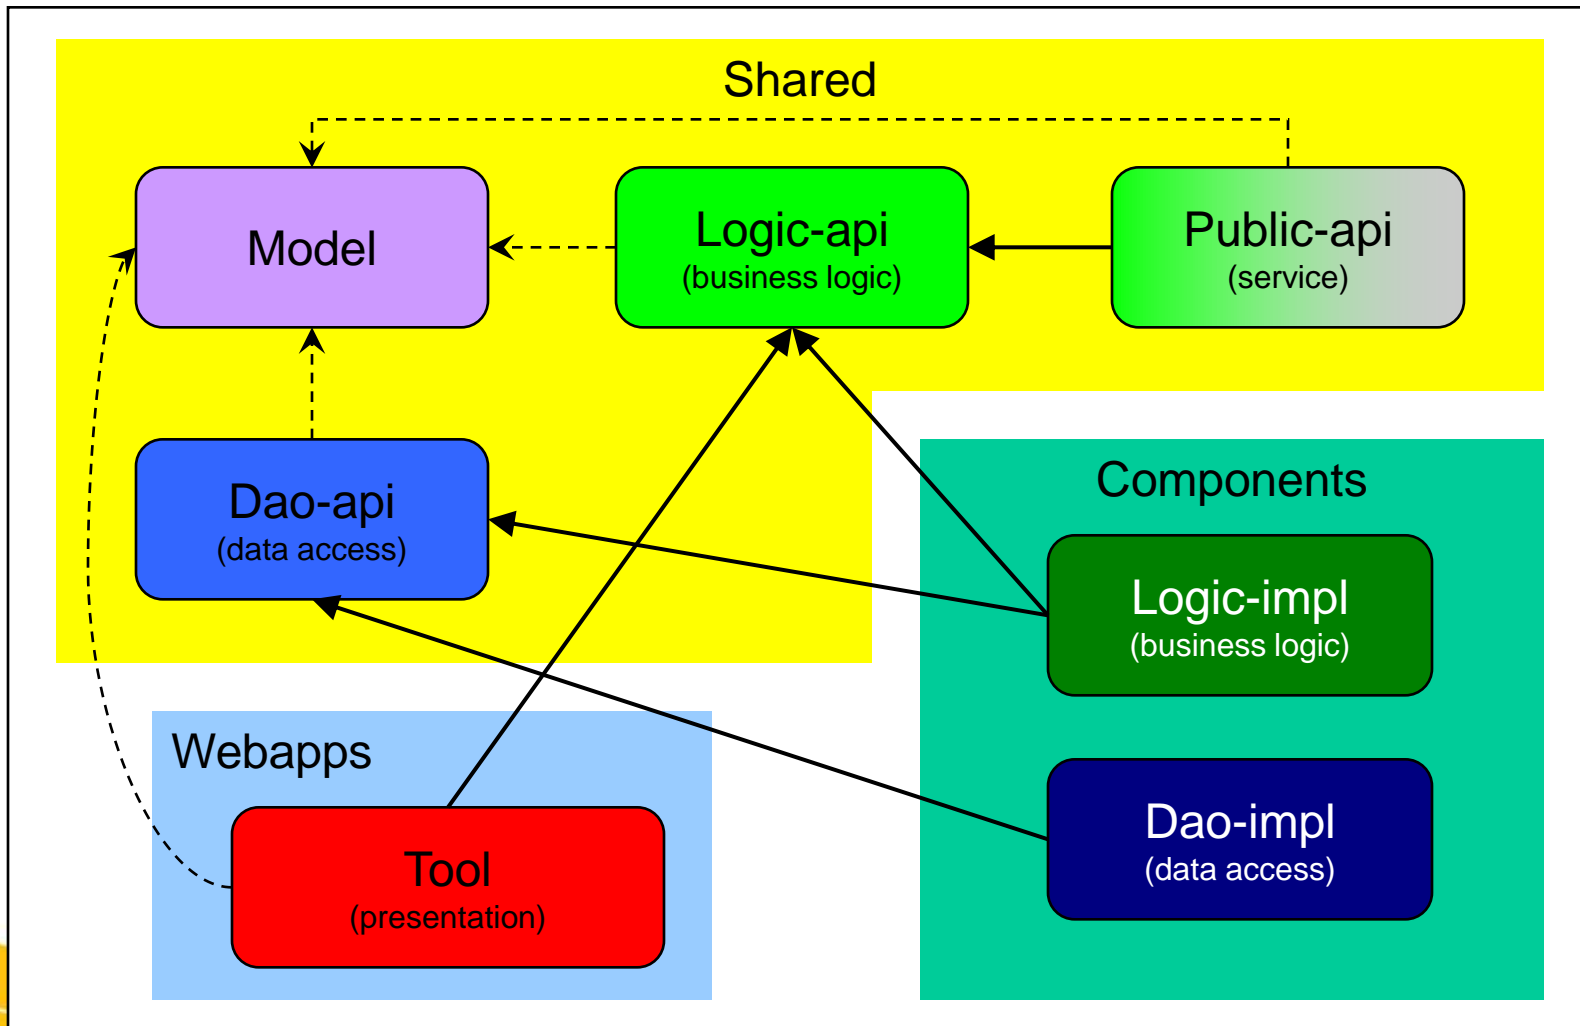 Shared
Model
Logic-api
(business logic)
Public-api
(service)
Dao-api
(data access)
Components
Logic-impl
(business logic)
Webapps
Dao-impl
(data access)
Tool
(presentation)